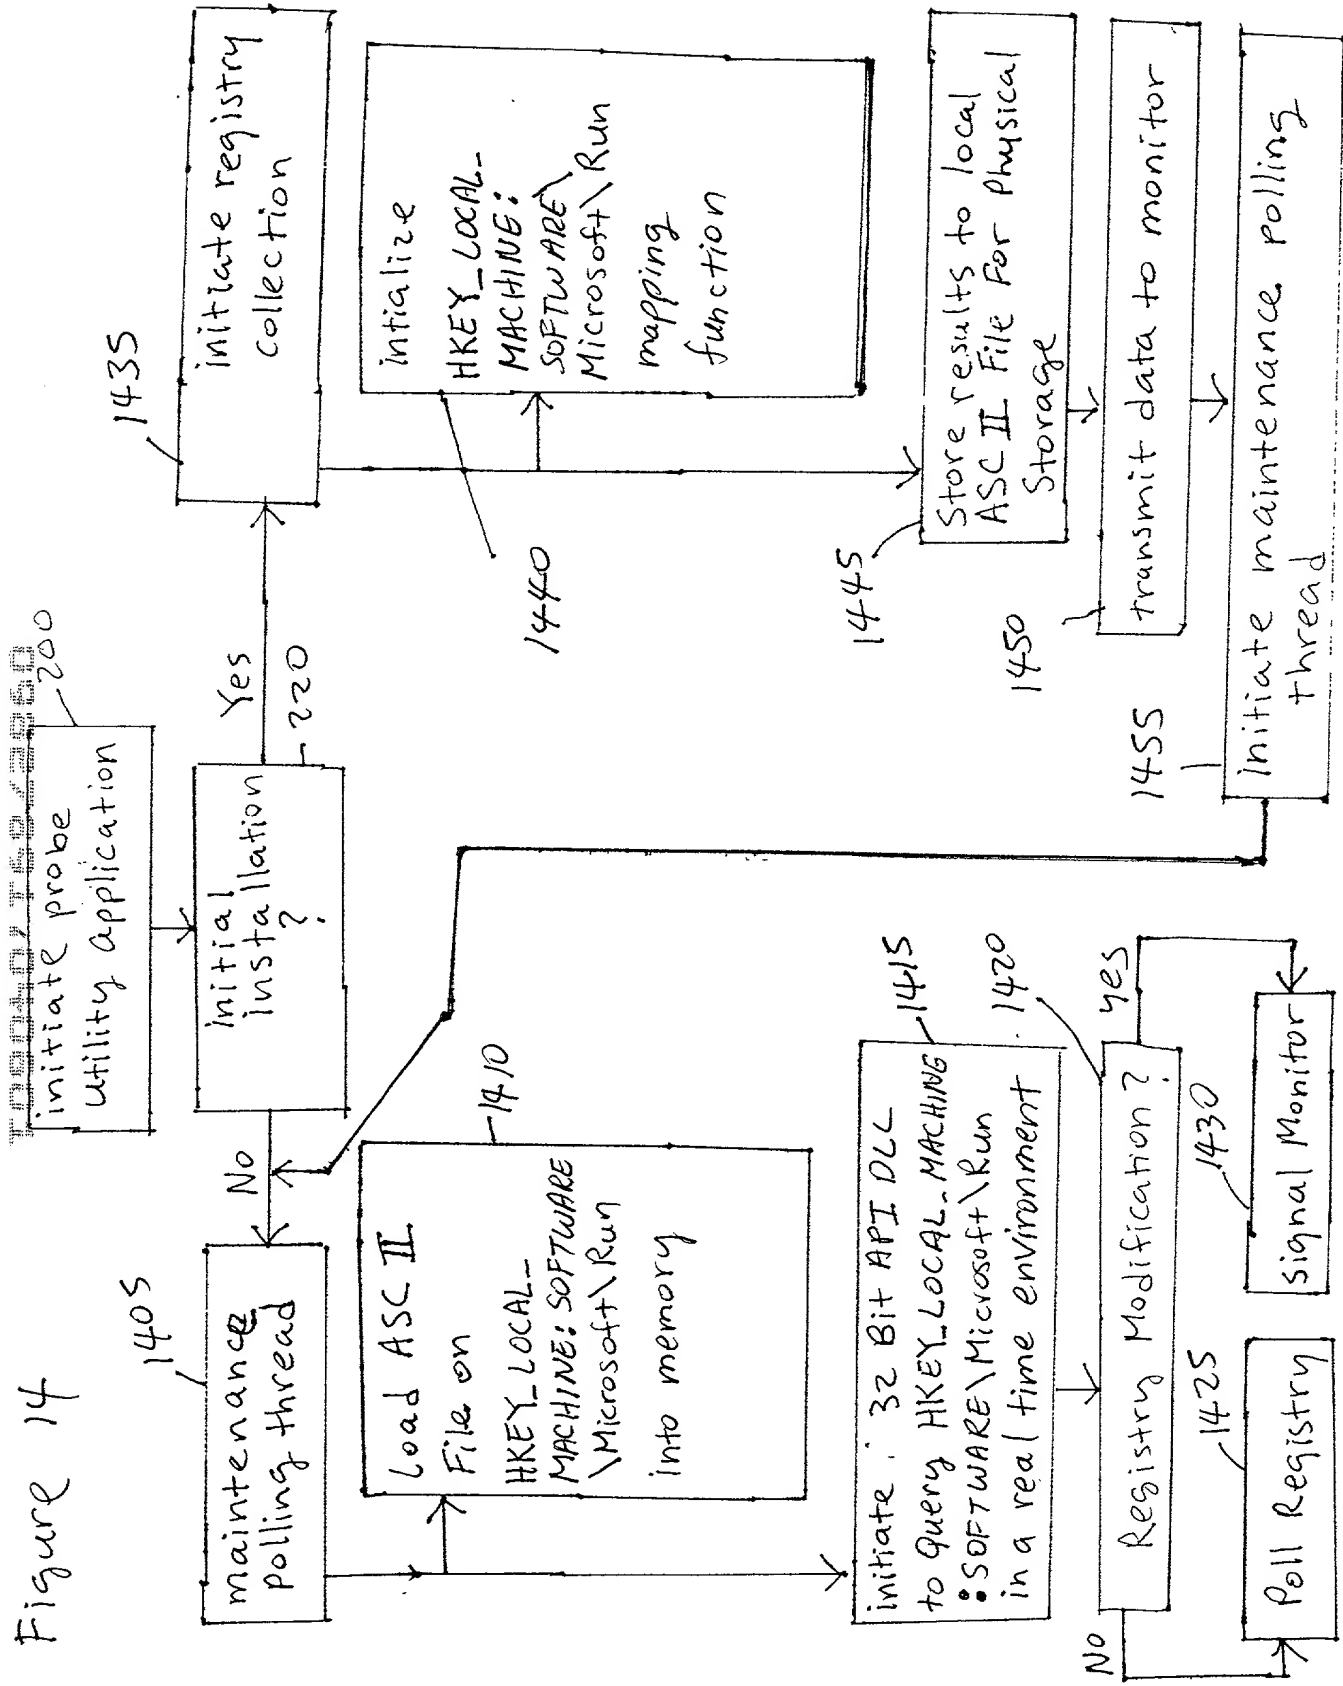 Figure 14
initiate probe
utility application
200
initial
installation
?
220
Yes
No
1405
maintenance
polling thread
1410
Load ASC II
File on
HKEY_LOCAL_
MACHINE: SOFTWARE
\Microsoft\Run
into memory
1415
initiate . 32 Bit API DLL
to Query HKEY_LOCAL_MACHING
:SOFTWARE\Microsoft\Run
in a real time environment
1420
Registry Modification?
No
yes
1425
Poll Registry
1430
signal Monitor
1435
initiate registry
collection
1440
intialize
HKEY_LOCAL_
MACHINE:
SOFTWARE\
Microsoft\Run
mapping
function
1445
Store results to local
ASC II File For Physical
Storage
1450
transmit data to monitor
1455
Initiate maintenance polling
thread